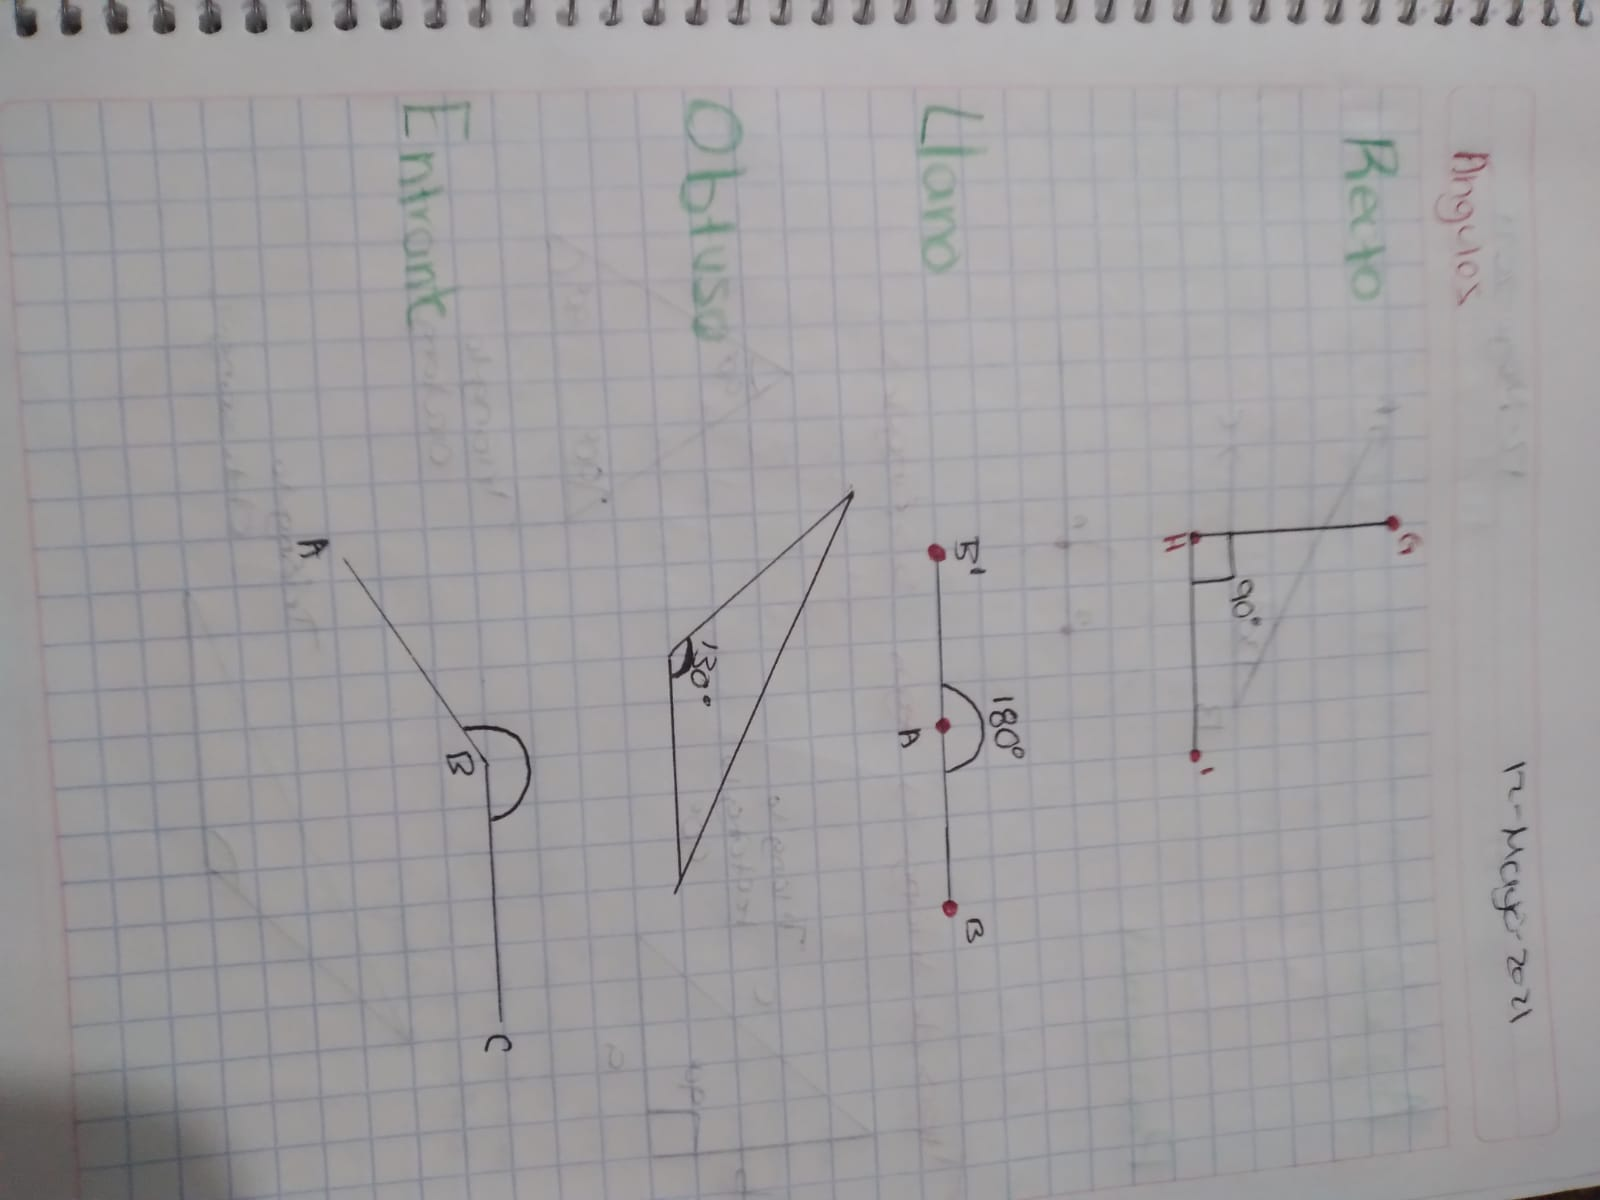 12-Mayo-2021
Angulos
Recto
G
90°
H
I
Llano
180°
B'
A
B
Obtuso
130°
Entrant
A
B
C